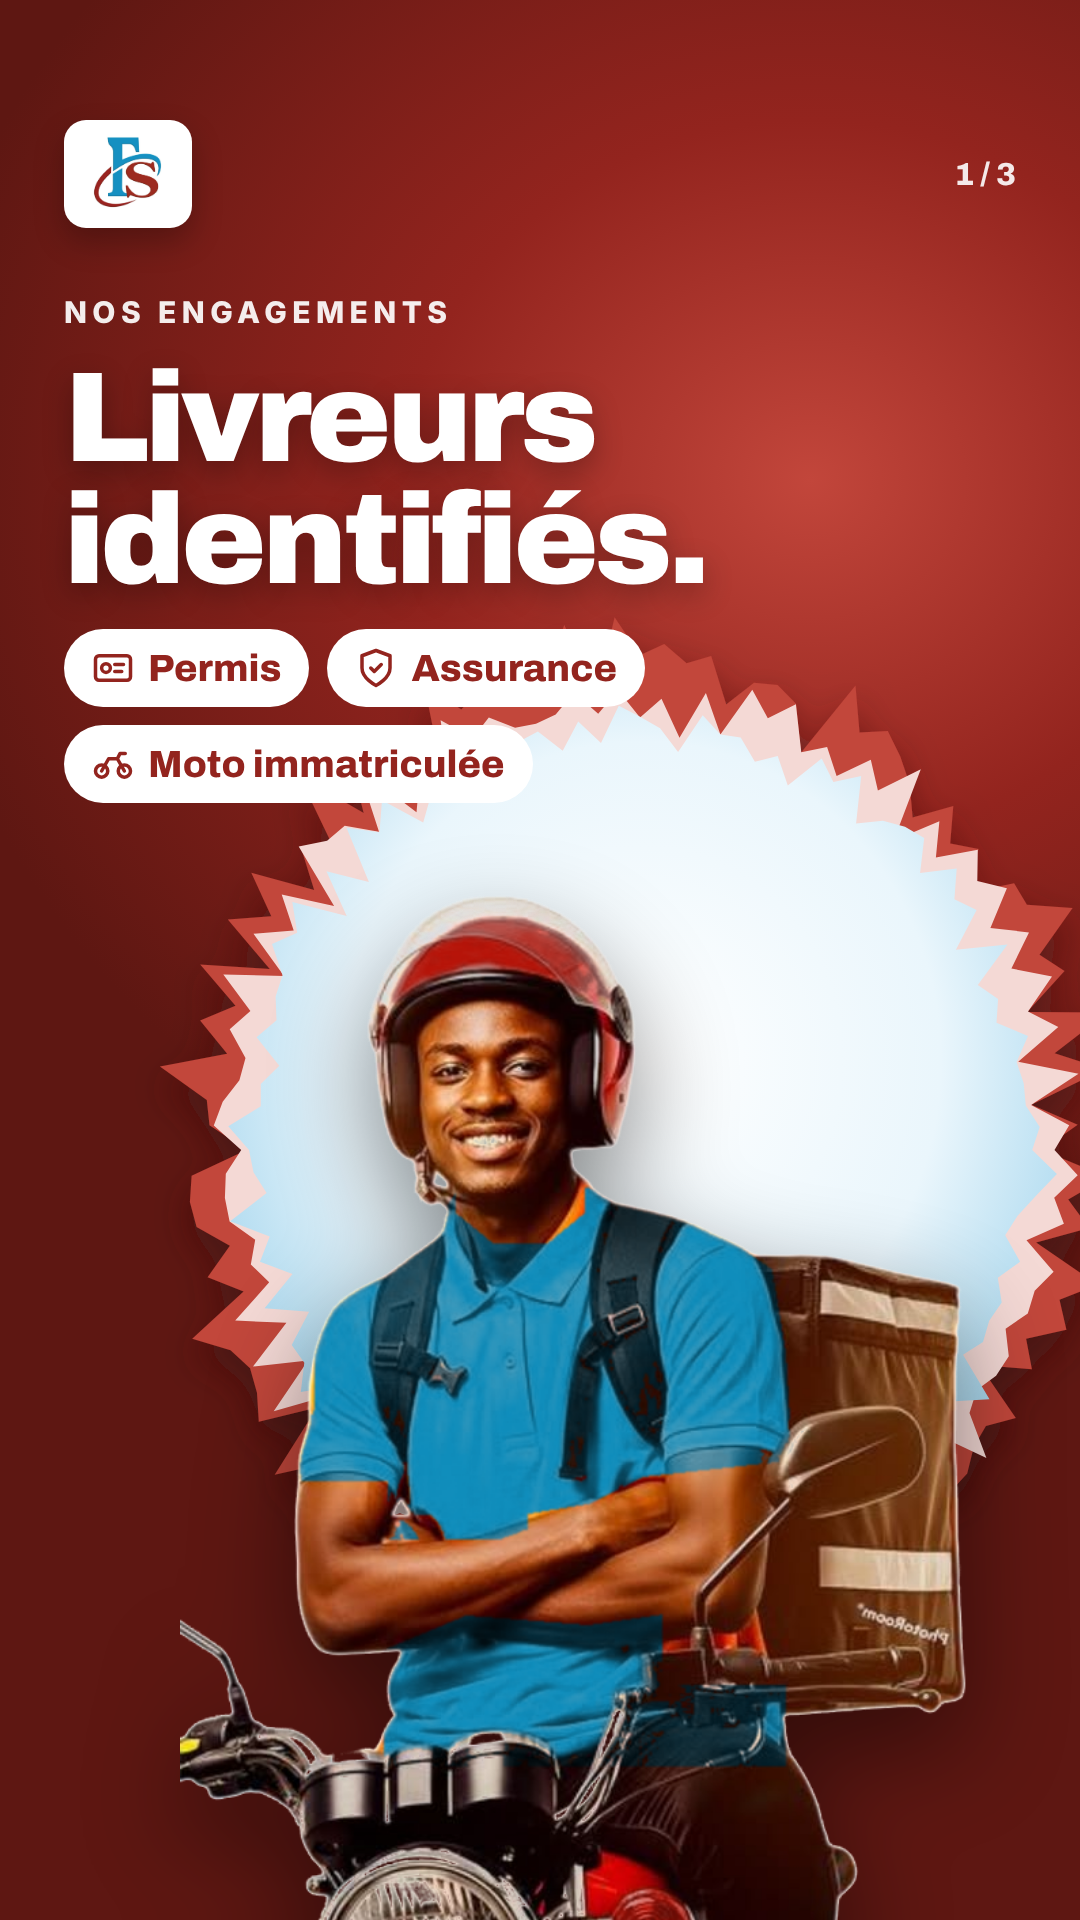 FS
1/3
NOS ENGAGEMENTS
Livreurs
identifiés.
Permis
Assurance
Moto immatriculée
PhotoRoom®